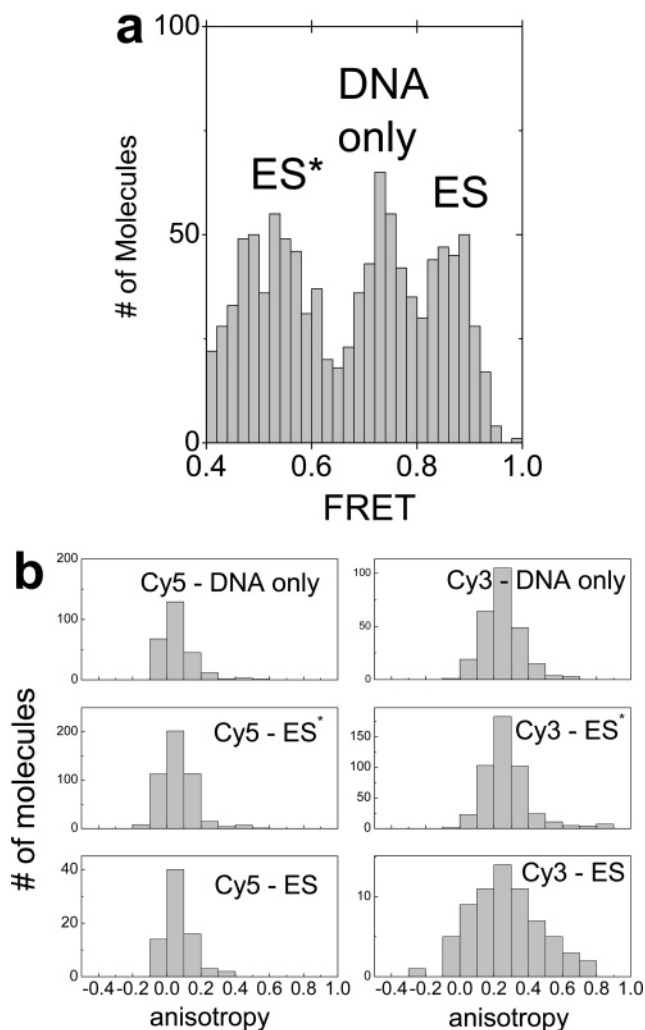 a
100
DNA
only
ES*
ES
50
# of Molecules
0
0.4 0.6 0.8 1.0
FRET
b
200
Cy5 - DNA only
100
0
100
Cy3 - DNA only
75
50
25
0
200
Cy5 - ES*
100
0
150
Cy3 - ES*
100
50
0
# of molecules
40
Cy5 - ES
20
0
Cy3 - ES
10
0
-0.4 -0.2 0.0 0.2 0.4 0.6 0.8 1.0
anisotropy
-0.4 -0.2 0.0 0.2 0.4 0.6 0.8 1.0
anisotropy